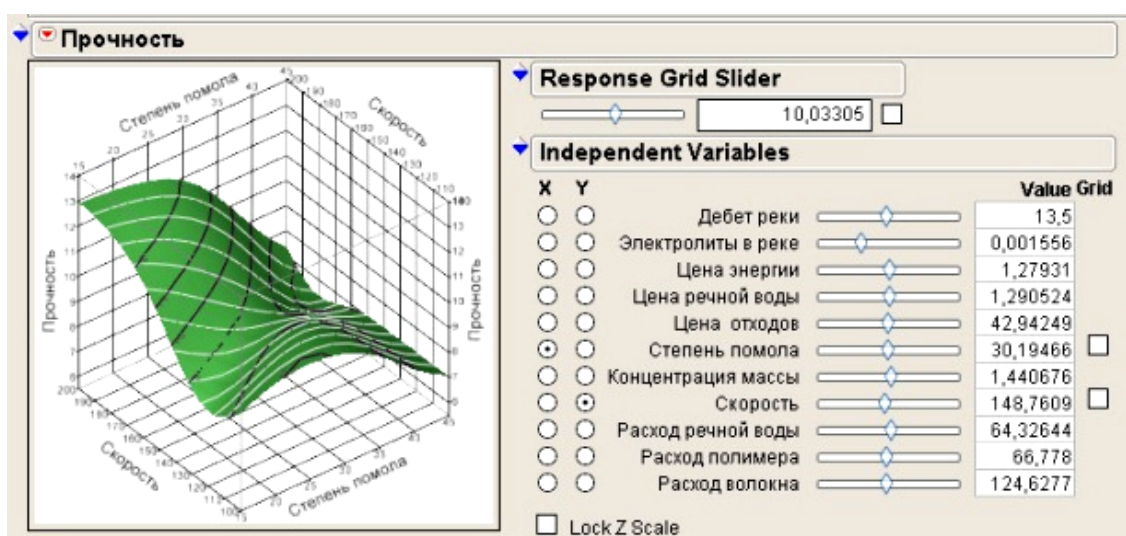 Прочность
Response Grid Slider
10,03305
Independent Variables
X Y Value Grid
Дебет реки 13,5
Электролиты в реке 0,001556
Цена энергии 1,27931
Цена речной воды 1,290524
Цена отходов 42,94249
Степень помола 30,19466
Концентрация массы 1,440676
Скорость 148,7609
Расход речной воды 64,32644
Расход полимера 66,778
Расход волокна 124,6277
Lock Z Scale
Степень помола
Скорость
Прочность
Прочность
Скорость
Степень помола